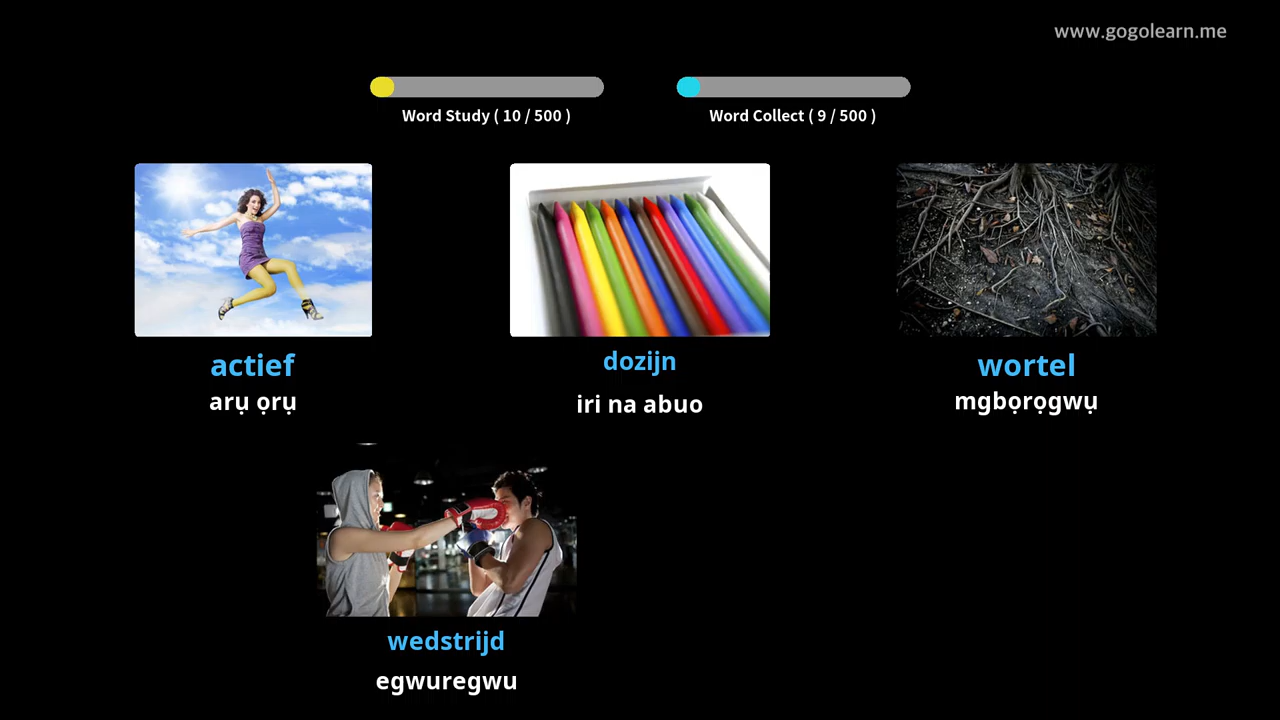 www.gogolearn.me
Word Study ( 10 / 500 )
Word Collect ( 9 / 500 )
actief
arụ ọrụ
dozijn
iri na abuo
wortel
mgbọrọgwụ
wedstrijd
egwuregwu